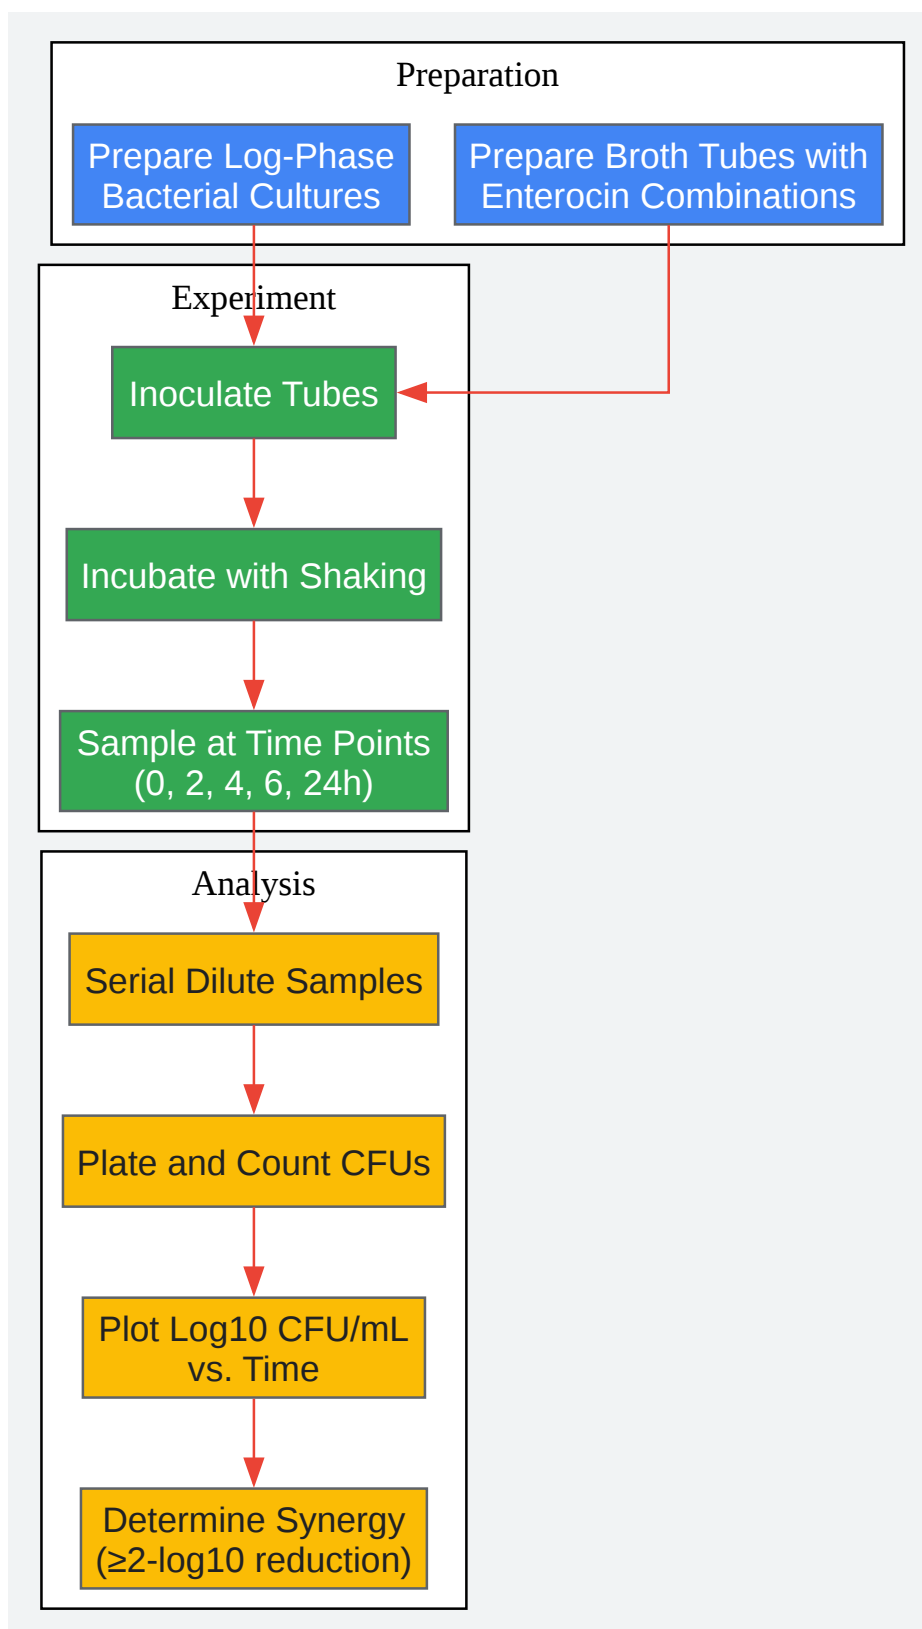 Preparation
Prepare Log-Phase
Bacterial Cultures
Prepare Broth Tubes with
Enterocin Combinations
Experiment
Inoculate Tubes
Incubate with Shaking
Sample at Time Points
(0, 2, 4, 6, 24h)
Analysis
Serial Dilute Samples
Plate and Count CFUs
Plot Log10 CFU/mL
vs. Time
Determine Synergy
(≥2-log10 reduction)